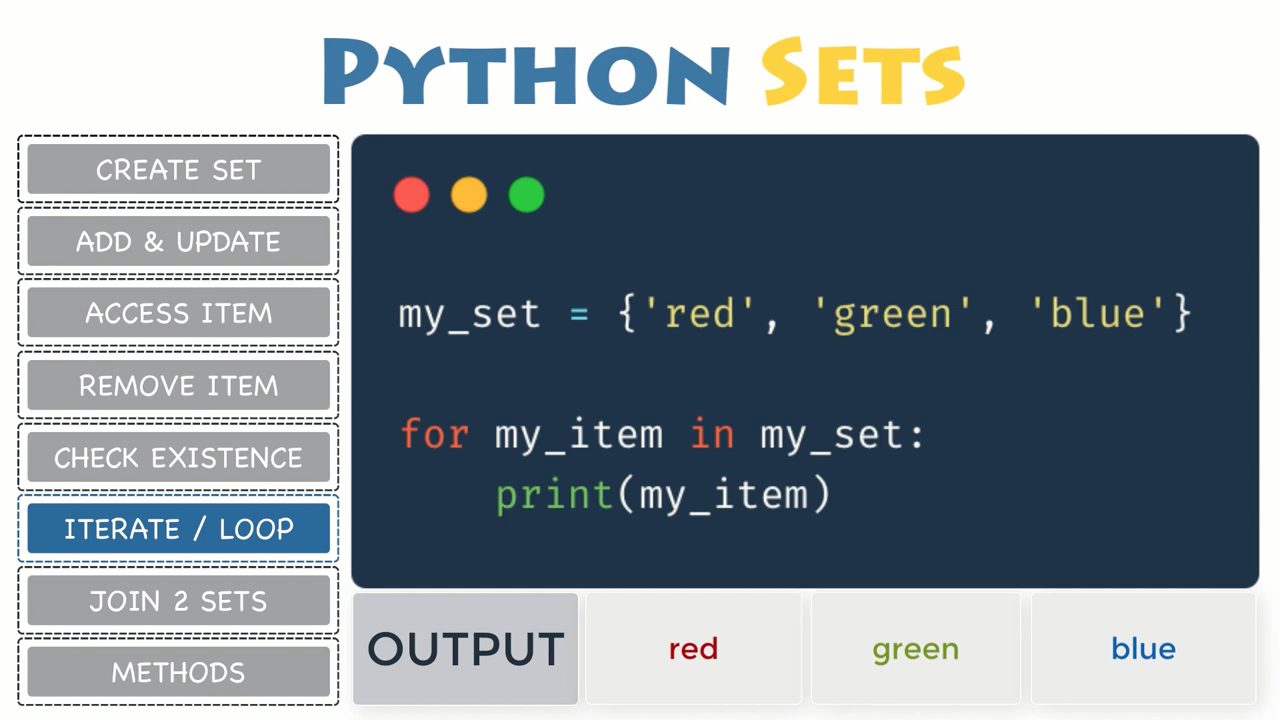 PYTHON SETS
CREATE SET
ADD & UPDATE
ACCESS ITEM
REMOVE ITEM
CHECK EXISTENCE
ITERATE / LOOP
JOIN 2 SETS
METHODS
my_set = {'red', 'green', 'blue'}
for my_item in my_set:
    print(my_item)
OUTPUT red green blue